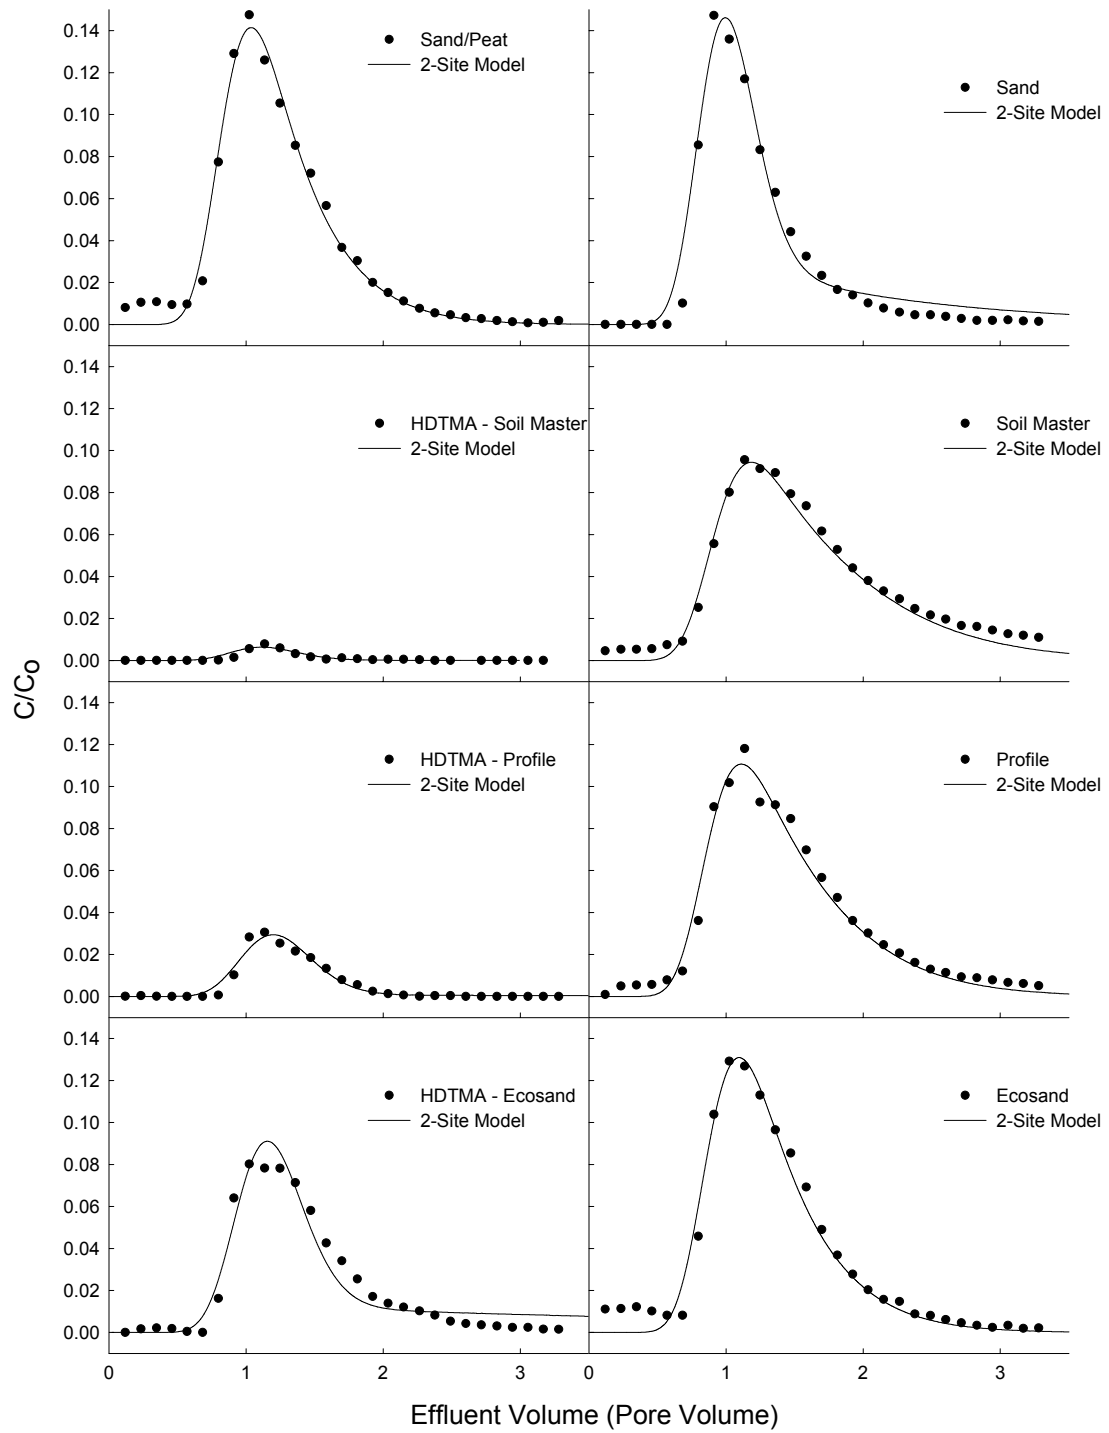 0.14
0.12
0.10
0.08
0.06
0.04
0.02
0.00
Sand/Peat
2-Site Model
Sand
2-Site Model
0.14
0.12
0.10
0.08
0.06
0.04
0.02
0.00
HDTMA - Soil Master
2-Site Model
Soil Master
2-Site Model
C/Co
0.14
0.12
0.10
0.08
0.06
0.04
0.02
0.00
HDTMA - Profile
2-Site Model
Profile
2-Site Model
0.14
0.12
0.10
0.08
0.06
0.04
0.02
0.00
HDTMA - Ecosand
2-Site Model
Ecosand
2-Site Model
0 1 2 3 0 1 2 3
Effluent Volume (Pore Volume)